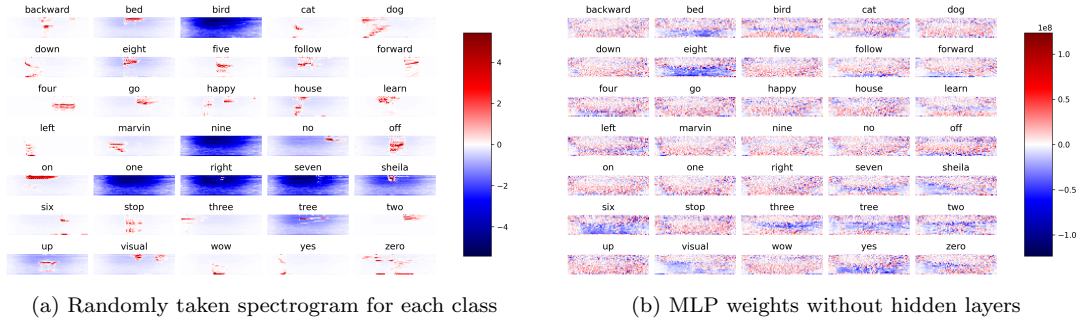 backward bed bird cat dog
down eight five follow forward
four go happy house learn
left marvin nine no off
on one right seven sheila
six stop three tree two
up visual wow yes zero
4
2
0
−2
−4
(a) Randomly taken spectrogram for each class
backward bed bird cat dog
down eight five follow forward
four go happy house learn
left marvin nine no off
on one right seven sheila
six stop three tree two
up visual wow yes zero
1e8
1.0
0.5
0.0
−0.5
−1.0
(b) MLP weights without hidden layers